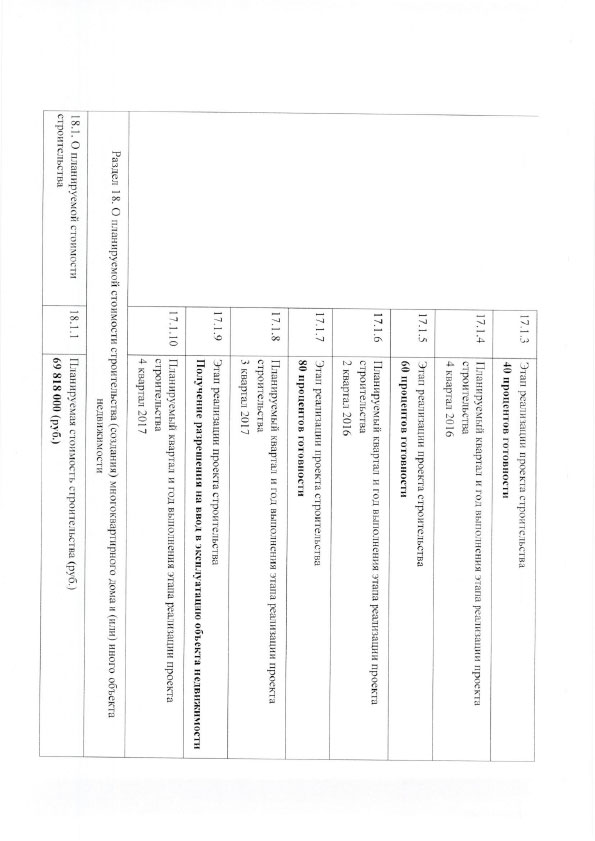 17.1.3 Этап реализации проекта строительства
40 процентов готовности
17.1.4 Планируемый квартал и год выполнения этапа реализации проекта
строительства
4 квартал 2016
17.1.5 Этап реализации проекта строительства
60 процентов готовности
17.1.6 Планируемый квартал и год выполнения этапа реализации проекта
строительства
2 квартал 2016
17.1.7 Этап реализации проекта строительства
80 процентов готовности
17.1.8 Планируемый квартал и год выполнения этапа реализации проекта
строительства
3 квартал 2017
17.1.9 Этап реализации проекта строительства
Получение разрешения на ввод в эксплуатацию объекта недвижимости
17.1.10 Планируемый квартал и год выполнения этапа реализации проекта
строительства
4 квартал 2017
Раздел 18. О планируемой стоимости строительства (создания) многоквартирного дома и (или) иного объекта
недвижимости
18.1. О планируемой стоимости
строительства
18.1.1 Планируемая стоимость строительства (руб.)
69 818 000 (руб.)